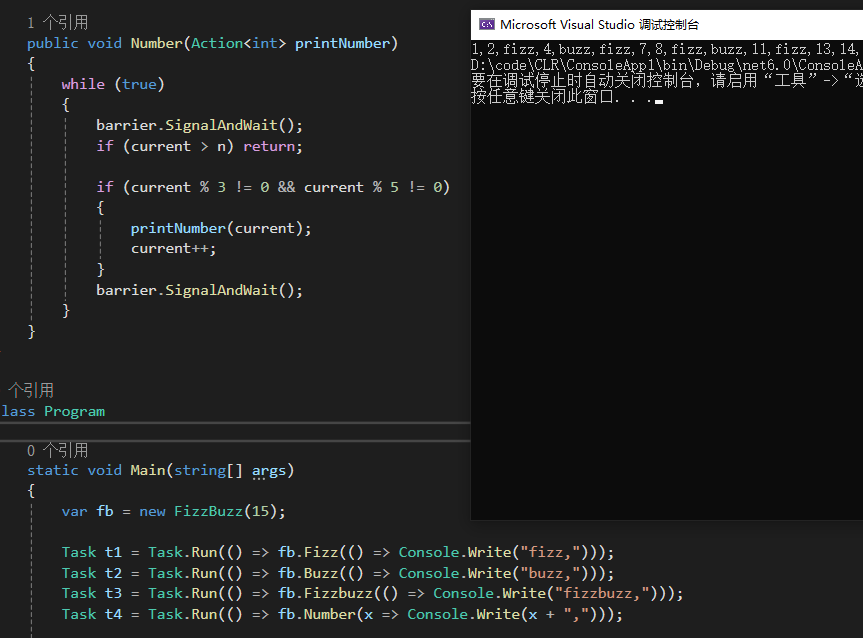 1 个引用
public void Number(Action<int> printNumber)
{
while (true)
{
barrier.SignalAndWait();
if (current > n) return;
if (current % 3 != 0 && current % 5 != 0)
{
printNumber(current);
current++;
}
barrier.SignalAndWait();
}
}
个引用
lass Program
0 个引用
static void Main(string[] args)
{
var fb = new FizzBuzz(15);
Task t1 = Task.Run(() => fb.Fizz(() => Console.Write("fizz,")));
Task t2 = Task.Run(() => fb.Buzz(() => Console.Write("buzz,")));
Task t3 = Task.Run(() => fb.Fizzbuzz(() => Console.Write("fizzbuzz,")));
Task t4 = Task.Run(() => fb.Number(x => Console.Write(x + ",")));
Microsoft Visual Studio 调试控制台
1,2,fizz,4,buzz,fizz,7,8,fizz,buzz,11,fizz,13,14,
D:\code\CLR\ConsoleApp1\bin\Debug\net6.0\ConsoleA
要在调试停止时自动关闭控制台，请启用“工具”->“选
按任意键关闭此窗口. . .